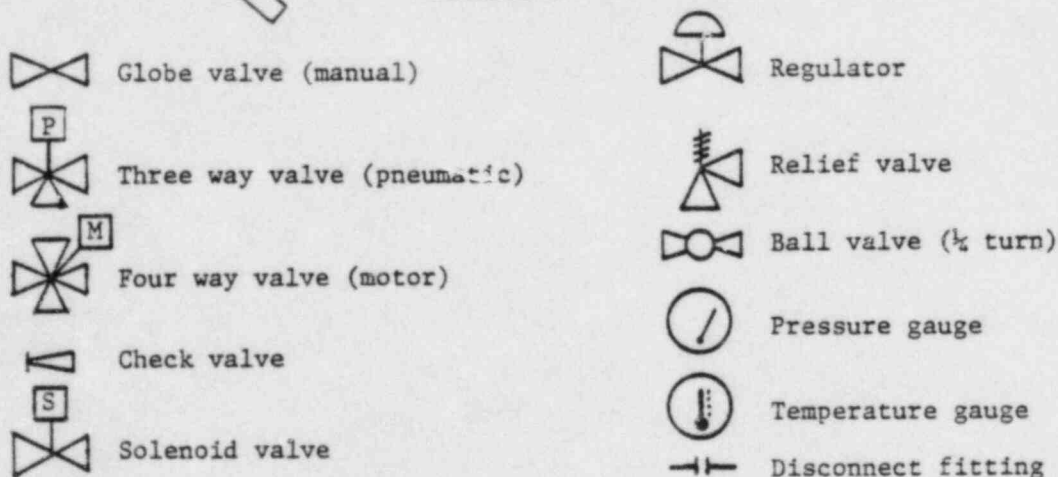 Globe valve (manual)
P
Three way valve (pneumatic)
M
Four way valve (motor)
Check valve
S
Solenoid valve
Regulator
Relief valve
Ball valve (¼ turn)
Pressure gauge
Temperature gauge
Disconnect fitting